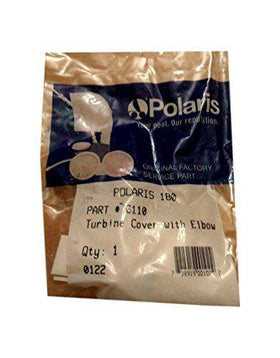 Polaris
Your pool. Our reputation.
ORIGINAL FACTORY
SERVICE PART
POLARIS 180
PART # G110
Turbine Cover with Elbow
Qty: 1
0122